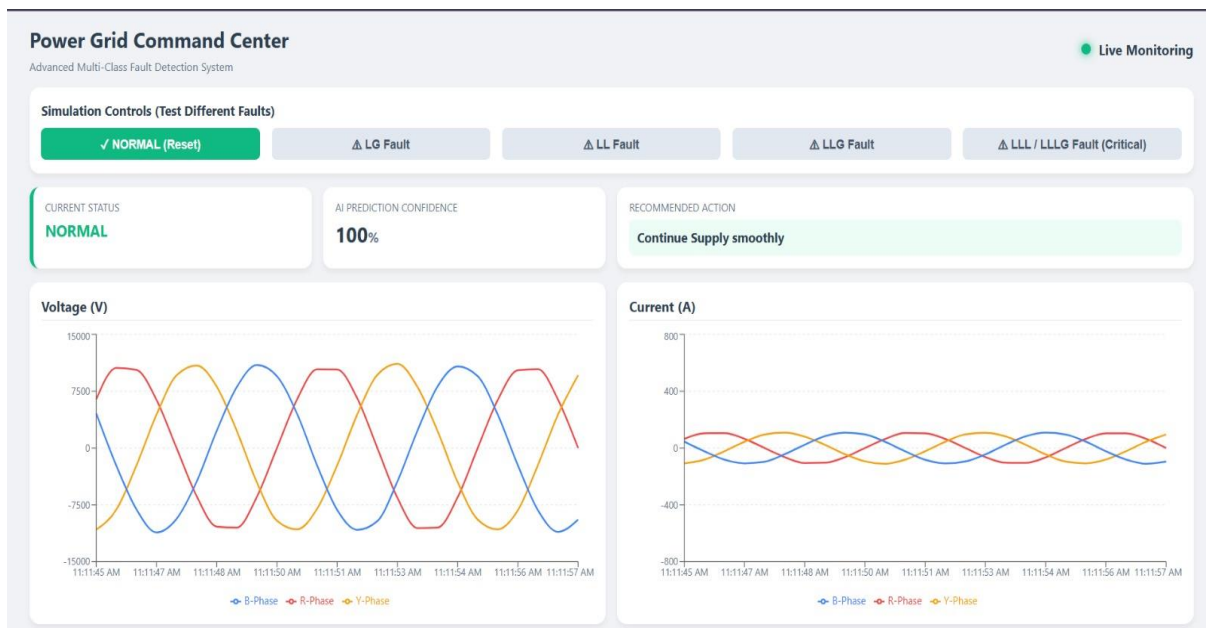 Power Grid Command Center
Advanced Multi-Class Fault Detection System
Live Monitoring
Simulation Controls (Test Different Faults)
✓ NORMAL (Reset)
⚠ LG Fault
⚠ LL Fault
⚠ LLG Fault
⚠ LLL / LLLG Fault (Critical)
CURRENT STATUS
NORMAL
AI PREDICTION CONFIDENCE
100%
RECOMMENDED ACTION
Continue Supply smoothly
Voltage (V)
15000
7500
0
-7500
-15000
11:11:45 AM 11:11:47 AM 11:11:48 AM 11:11:50 AM 11:11:51 AM 11:11:53 AM 11:11:54 AM 11:11:56 AM 11:11:57 AM
B-Phase R-Phase Y-Phase
Current (A)
800
400
0
-400
-800
11:11:45 AM 11:11:47 AM 11:11:48 AM 11:11:50 AM 11:11:51 AM 11:11:53 AM 11:11:54 AM 11:11:56 AM 11:11:57 AM
B-Phase R-Phase Y-Phase